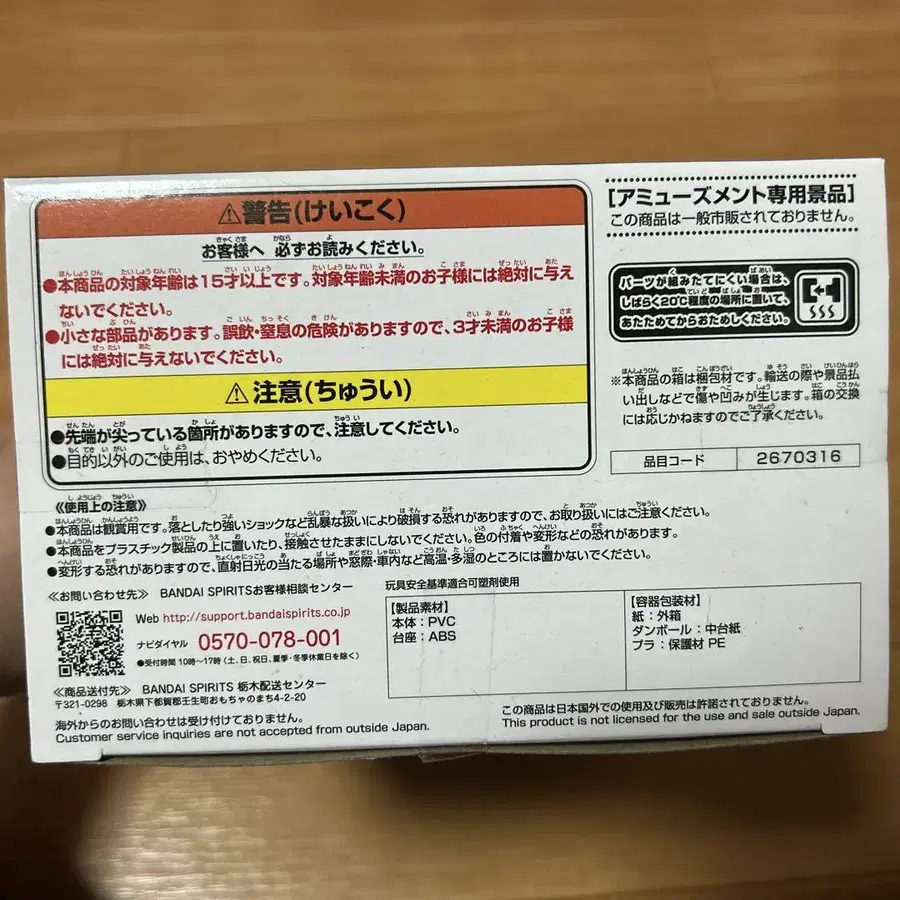 ⚠警告(けいこく)
お客様へ 必ずお読みください。
●本商品の対象年齢は15才以上です。対象年齢未満のお子様には絶対に与え
ないでください。
●小さな部品があります。誤飲・窒息の危険がありますので、3才未満のお子様
には絶対に与えないでください。
⚠注意(ちゅうい)
●先端が尖っている箇所がありますので、注意してください。
●目的以外のご使用は、おやめください。
[アミューズメント専用景品]
この商品は一般市販されておりません。
パーツが組みたてにくい場合は、
しばらく20℃程度の場所に置いて、
あたためてからおためしください。
※本商品の箱は梱包材です。輸送の際や景品払
い出しなどで傷や凹みが生じます。箱の交換
には応じかねますのでご了承ください。
品目コード 2670316
《使用上の注意》
●本商品は観賞用です。落としたり強いショックなど乱暴な扱いにより破損する恐れがありますので、お取り扱いにはご注意ください。
●本商品をプラスチック製品の上に置いたり、接触させたままにしないでください。色の付着や変形などの恐れがあります。
●変形する恐れがありますので、直射日光の当たる場所や窓際・車内など高温・多湿のところには置かないでください。
≪お問い合わせ先≫ BANDAI SPIRITSお客様相談センター
Web http://support.bandaispirits.co.jp
ナビダイヤル 0570-078-001
●受付時間 10時～17時 (土、日、祝日、夏季・冬季休業日を除く)
≪商品送付先≫ BANDAI SPIRITS 栃木配送センター
〒321-0298 栃木県下都賀郡壬生町おもちゃのまち4-2-20
海外からのお問い合わせは受け付けておりません。
Customer service inquiries are not accepted from outside Japan.
玩具安全基準適合可塑剤使用
【製品素材】
本体：PVC
台座：ABS
【容器包装材】
紙：外箱
ダンボール：中台紙
プラ：保護材 PE
この商品は日本国外での使用及び販売は許諾されておりません。
This product is not licensed for the use and sale outside Japan.